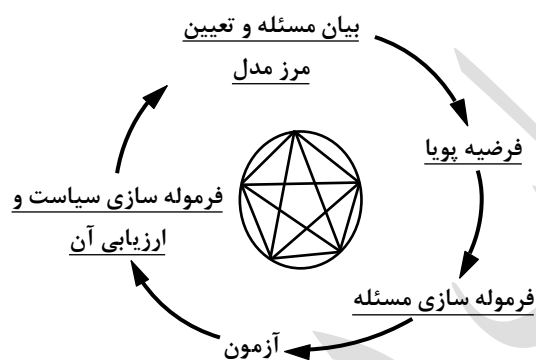 بیان مسئله و تعیین
مرز مدل
فرضیه پویا
فرموله سازی مسئله
آزمون
فرموله سازی سیاست و
ارزیابی آن